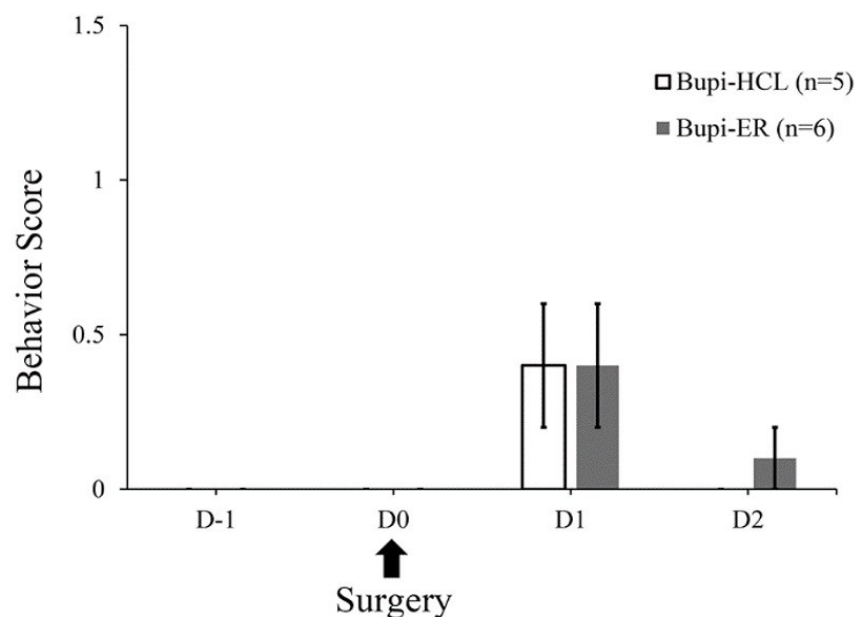 1.5
Bupi-HCL (n=5)
Bupi-ER (n=6)
1
Behavior Score
0.5
0
D-1 D0 D1 D2
Surgery